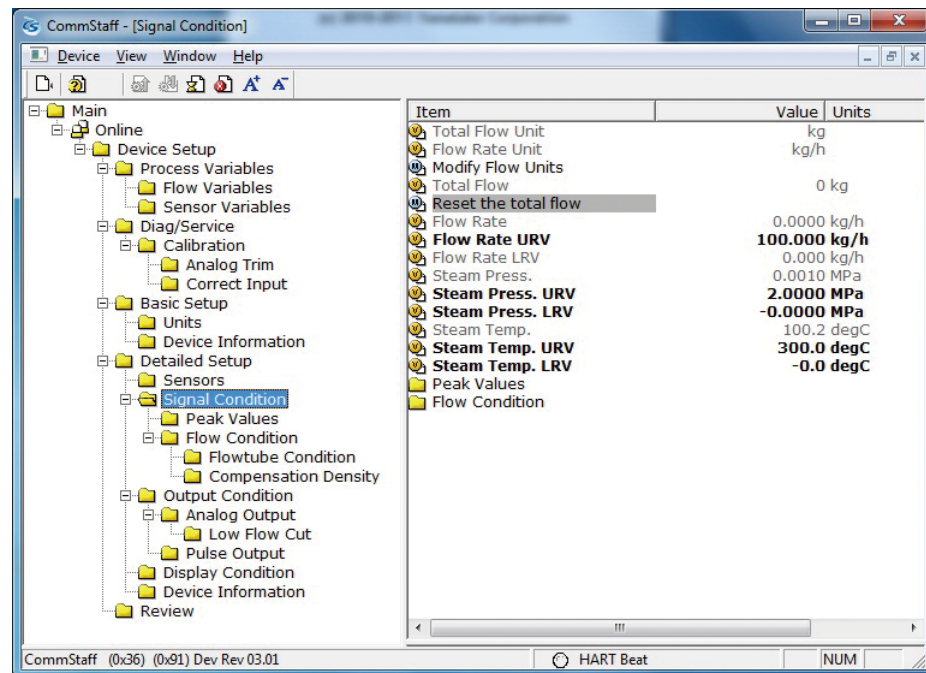 CommStaff - [Signal Condition]
Device View Window Help
A+ A-
Main
Online
Device Setup
Process Variables
Flow Variables
Sensor Variables
Diag/Service
Calibration
Analog Trim
Correct Input
Basic Setup
Units
Device Information
Detailed Setup
Sensors
Signal Condition
Peak Values
Flow Condition
Flowtube Condition
Compensation Density
Output Condition
Analog Output
Low Flow Cut
Pulse Output
Display Condition
Device Information
Review
Item Value Units
Total Flow Unit kg
Flow Rate Unit kg/h
Modify Flow Units
Total Flow 0 kg
Reset the total flow
Flow Rate 0.0000 kg/h
Flow Rate URV 100.000 kg/h
Flow Rate LRV 0.000 kg/h
Steam Press. 0.0010 MPa
Steam Press. URV 2.0000 MPa
Steam Press. LRV -0.0000 MPa
Steam Temp. 100.2 degC
Steam Temp. URV 300.0 degC
Steam Temp. LRV -0.0 degC
Peak Values
Flow Condition
CommStaff (0x36) (0x91) Dev Rev 03.01 HART Beat NUM